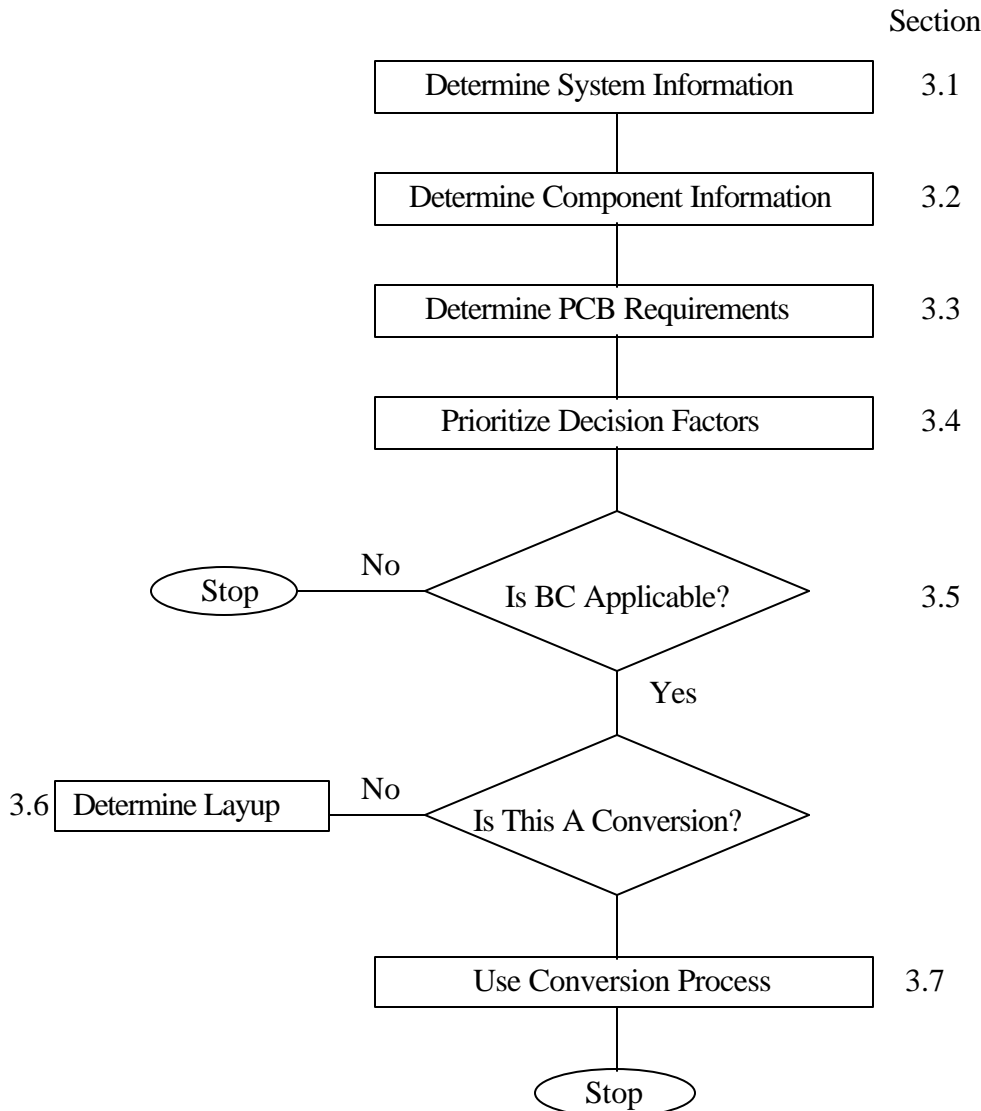 Section
Determine System Information 3.1
Determine Component Information 3.2
Determine PCB Requirements 3.3
Prioritize Decision Factors 3.4
No
Stop
Is BC Applicable?
3.5
Yes
No
3.6 Determine Layup
Is This A Conversion?
Use Conversion Process 3.7
Stop